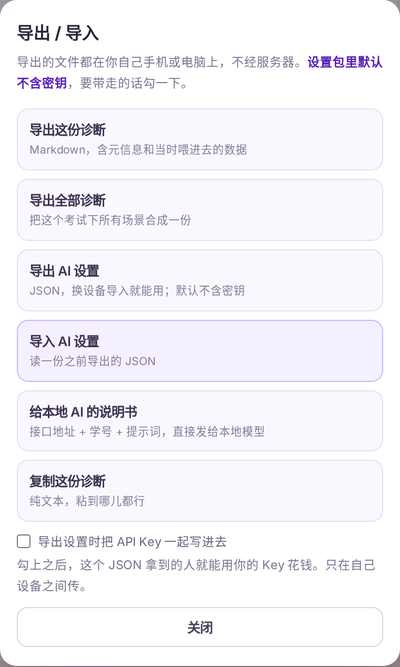 导出 / 导入
导出的文件都在你自己手机或电脑上，不经服务器。设置包里默认
不含密钥，要带走的话勾一下。
导出这份诊断
Markdown，含元信息和当时喂进去的数据
导出全部诊断
把这个考试下所有场景合成一份
导出 AI 设置
JSON，换设备导入就能用；默认不含密钥
导入 AI 设置
读一份之前导出的 JSON
给本地 AI 的说明书
接口地址 + 学号 + 提示词，直接发给本地模型
复制这份诊断
纯文本，粘到哪儿都行
导出设置时把 API Key 一起写进去
勾上之后，这个 JSON 拿到的人就能用你的 Key 花钱。只在自己
设备之间传。
关闭